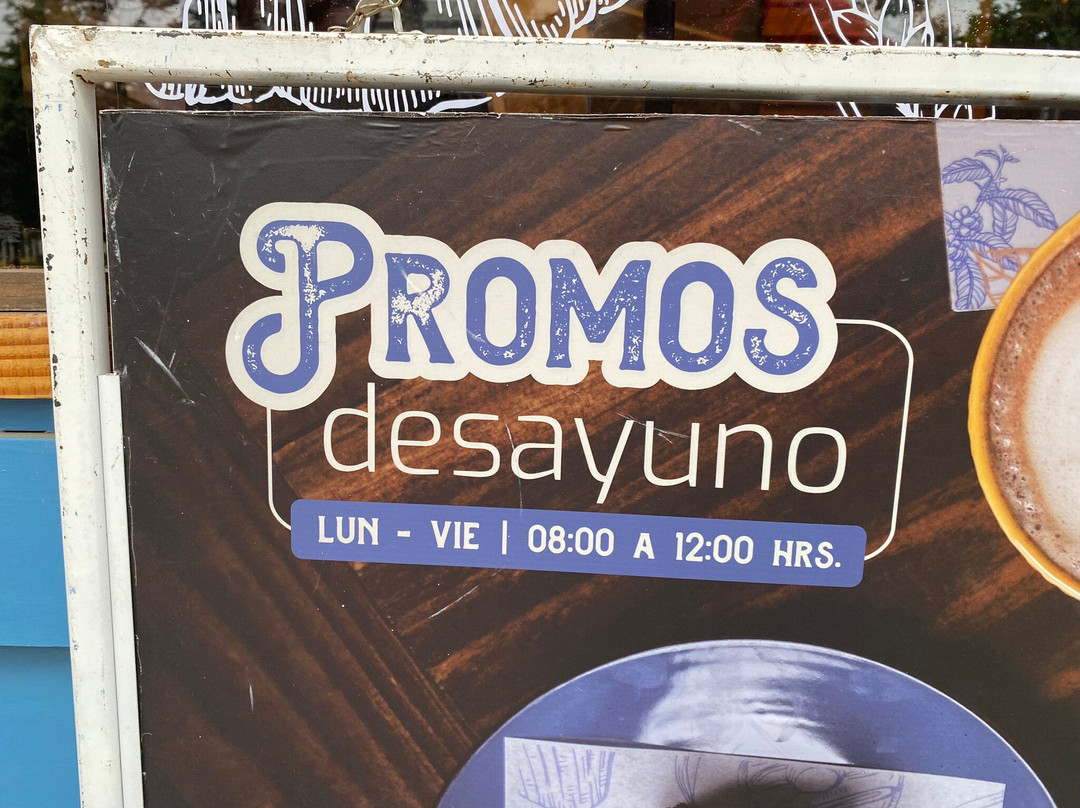 PROMOS
desayuno
LUN - VIE | 08:00 A 12:00 HRS.